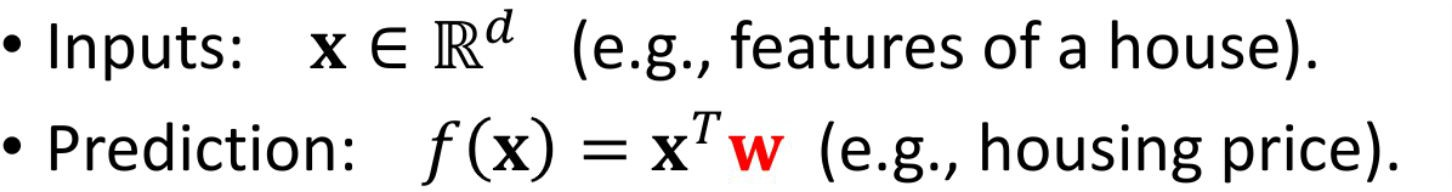 • Inputs: 𝐱 ∈ ℝ^𝑑 (e.g., features of a house).
• Prediction: 𝑓(𝐱) = 𝐱^𝑇 𝐰 (e.g., housing price).